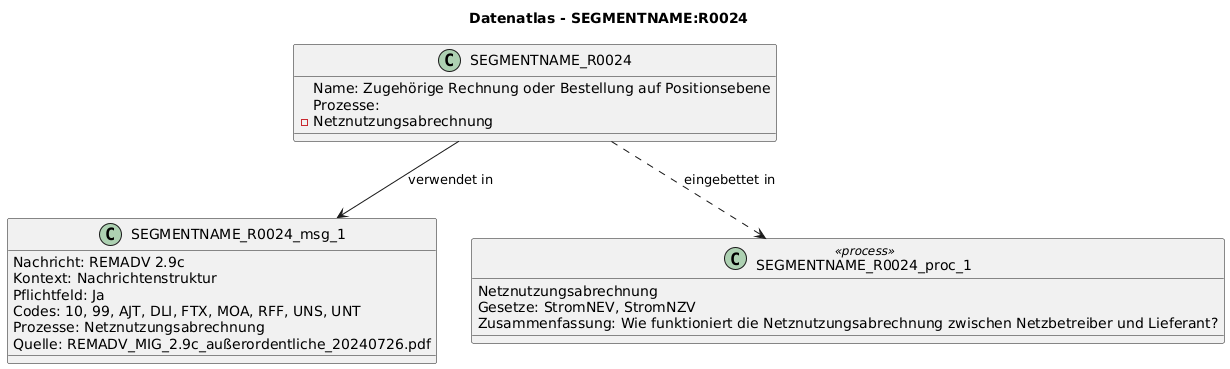 Datenatlas - SEGMENTNAME:R0024
C SEGMENTNAME_R0024
Name: Zugehörige Rechnung oder Bestellung auf Positionsebene
Prozesse:
Netznutzungsabrechnung
verwendet in
eingebettet in
C SEGMENTNAME_R0024_msg_1
Nachricht: REMADV 2.9c
Kontext: Nachrichtenstruktur
Pflichtfeld: Ja
Codes: 10, 99, AJT, DLI, FTX, MOA, RFF, UNS, UNT
Prozesse: Netznutzungsabrechnung
Quelle: REMADV_MIG_2.9c_außerordentliche_20240726.pdf
«process»
C SEGMENTNAME_R0024_proc_1
Netznutzungsabrechnung
Gesetze: StromNEV, StromNZV
Zusammenfassung: Wie funktioniert die Netznutzungsabrechnung zwischen Netzbetreiber und Lieferant?